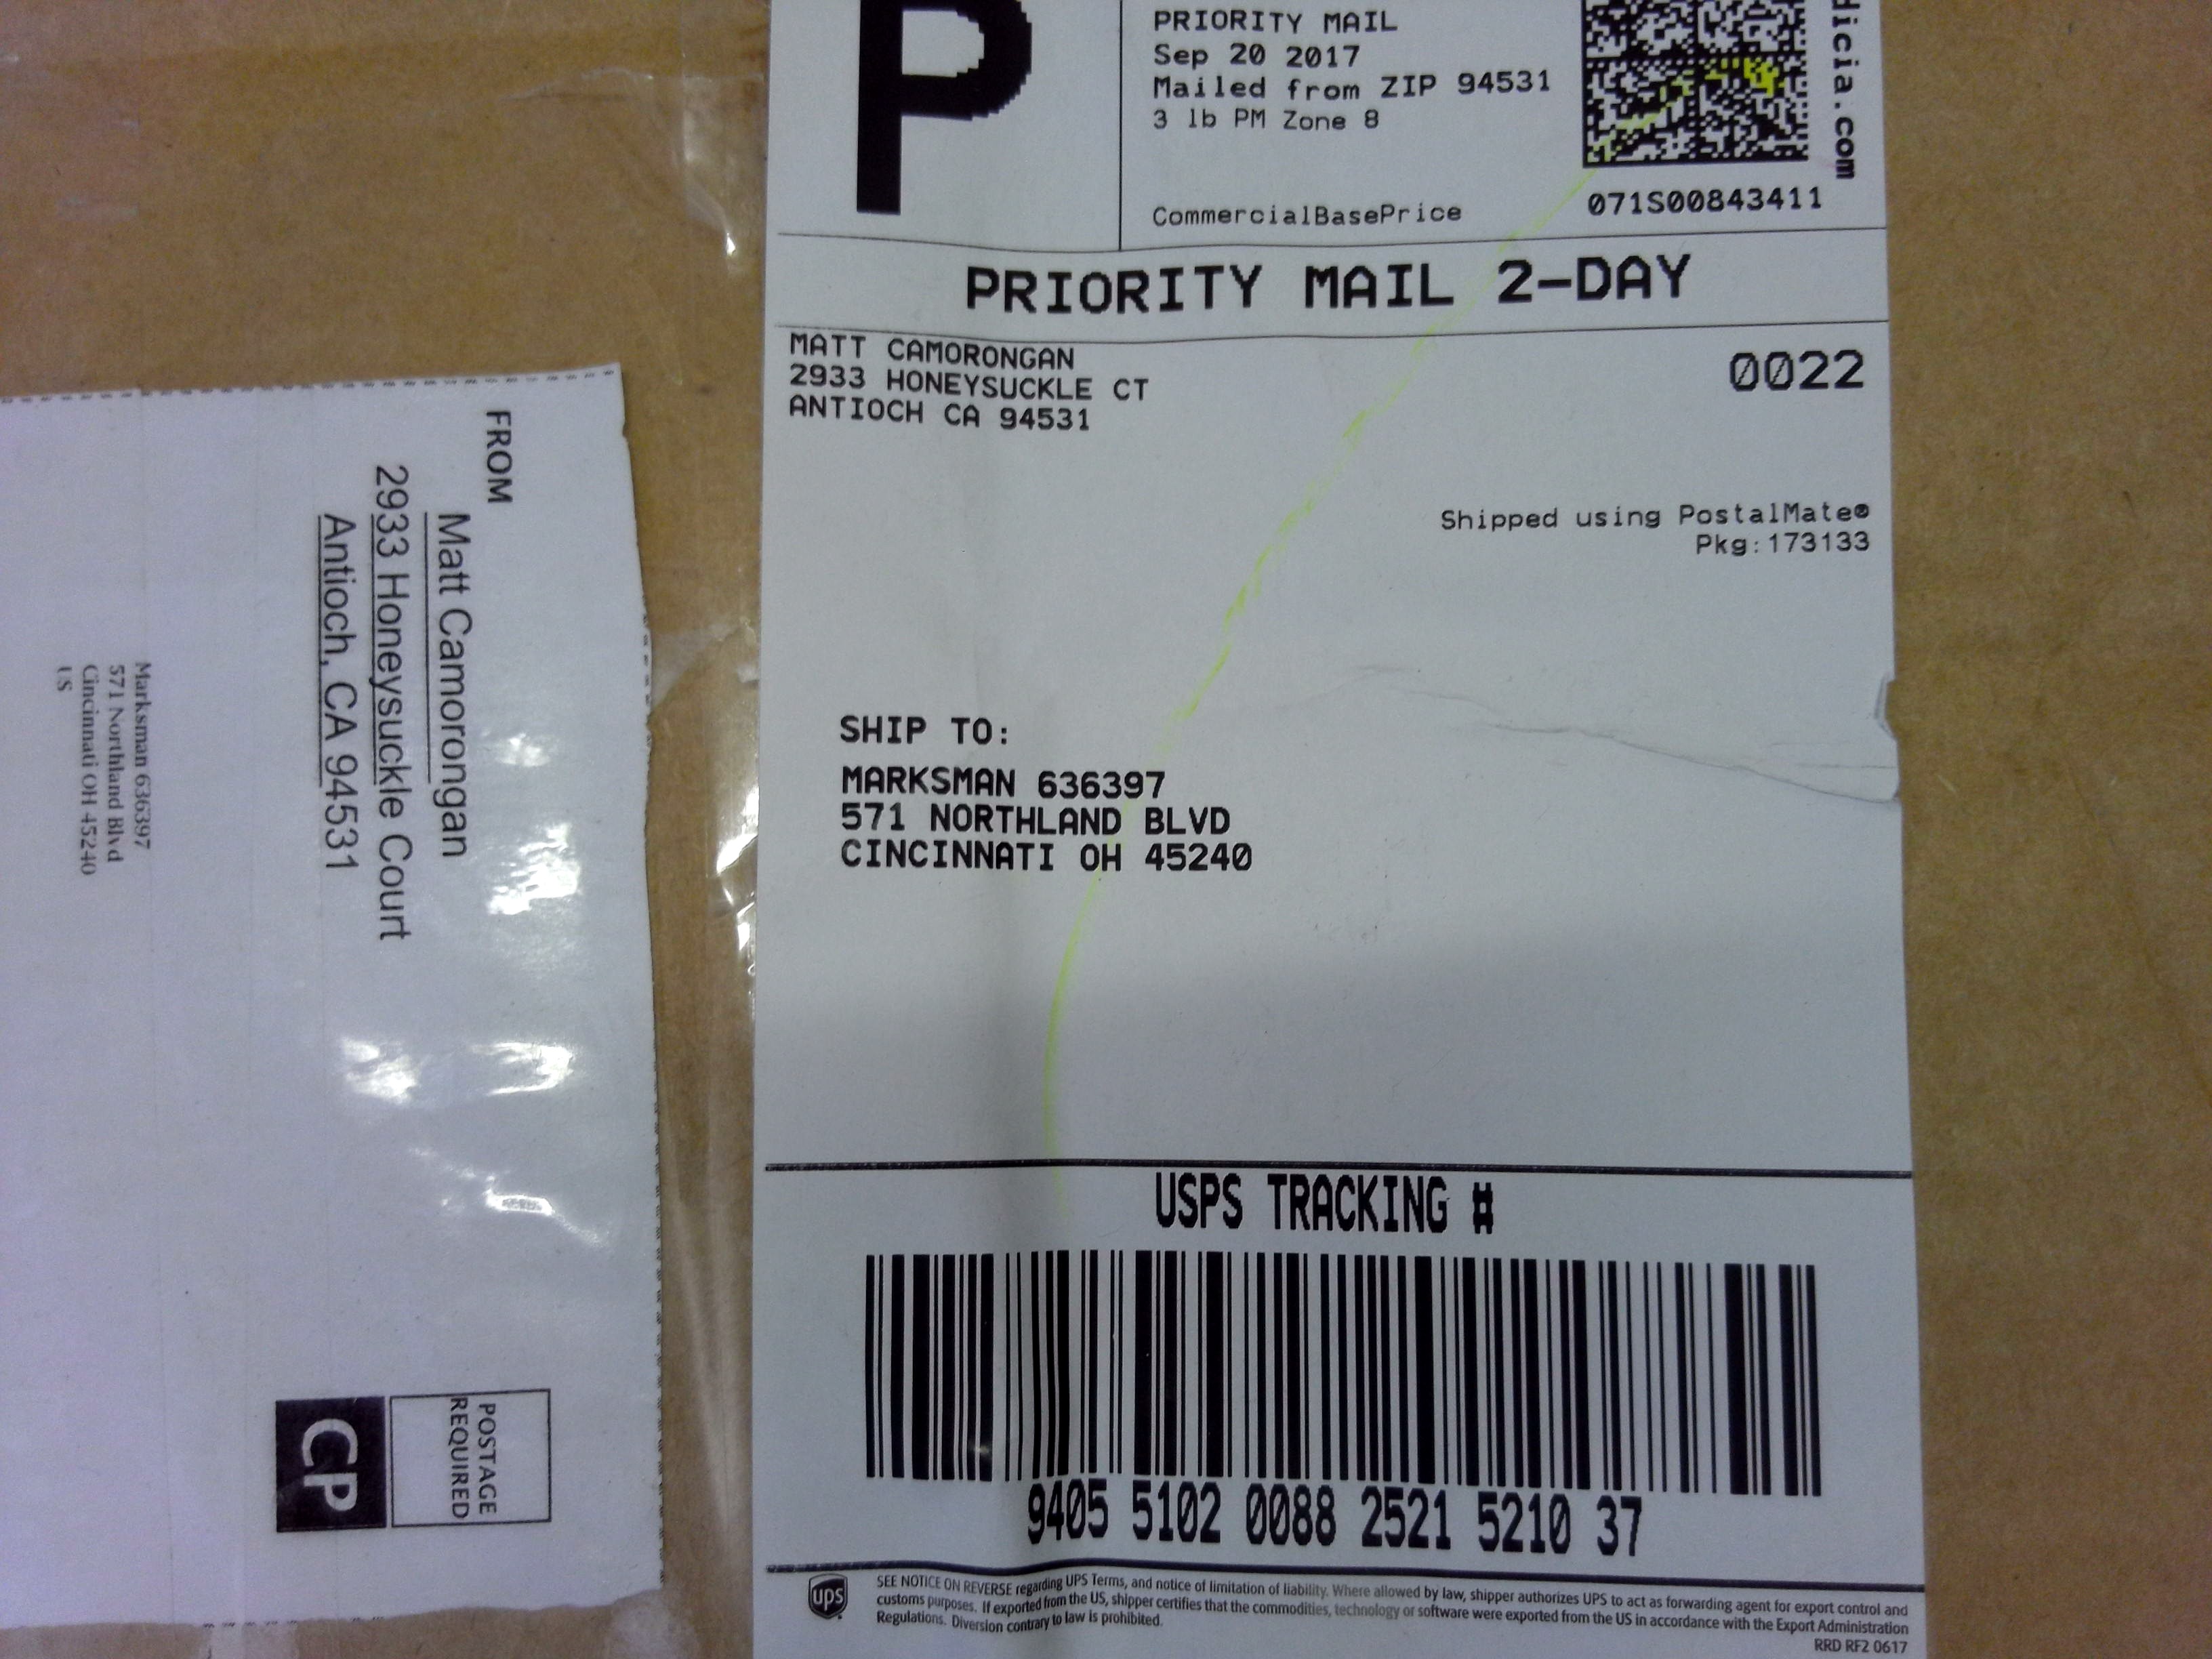 P
PRIORITY MAIL
Sep 20 2017
Mailed from ZIP 94531
3 lb PM Zone 8
CommercialBasePrice
dicia.com
071S00843411
PRIORITY MAIL 2-DAY
MATT CAMORONGAN
2933 HONEYSUCKLE CT
ANTIOCH CA 94531
0022
Shipped using PostalMate®
Pkg:173133
SHIP TO:
MARKSMAN 636397
571 NORTHLAND BLVD
CINCINNATI OH 45240
USPS TRACKING #
9405 5102 0088 2521 5210 37
ups
SEE NOTICE ON REVERSE regarding UPS Terms, and notice of limitation of liability. Where allowed by law, shipper authorizes UPS to act as forwarding agent for export control and
customs purposes. If exported from the US, shipper certifies that the commodities, technology or software were exported from the US in accordance with the Export Administration
Regulations. Diversion contrary to law is prohibited.
RRD RF2 0617
FROM
Matt Camorongan
2933 Honeysuckle Court
Antioch, CA 94531
Marksman 636397
571 Northland Blvd
Cincinnati OH 45240
US
POSTAGE
REQUIRED
CP